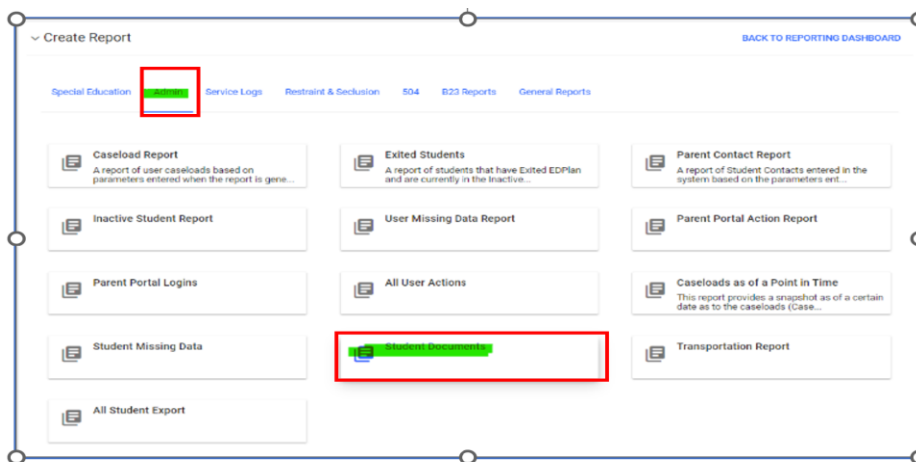 Create Report
BACK TO REPORTING DASHBOARD
Special Education Admin Service Logs Restraint & Seclusion 504 B23 Reports General Reports
Caseload Report
A report of user caseloads based on
parameters entered when the report is gene...
Exited Students
A report of students that have Exited EDPlan
and are currently in the Inactive...
Parent Contact Report
A report of Student Contacts entered in the
system based on the parameters ent...
Inactive Student Report
User Missing Data Report
Parent Portal Action Report
Parent Portal Logins
All User Actions
Caseloads as of a Point in Time
This report provides a snapshot as of a certain
date as to the caseloads (Case...
Student Missing Data
Student Documents
Transportation Report
All Student Export